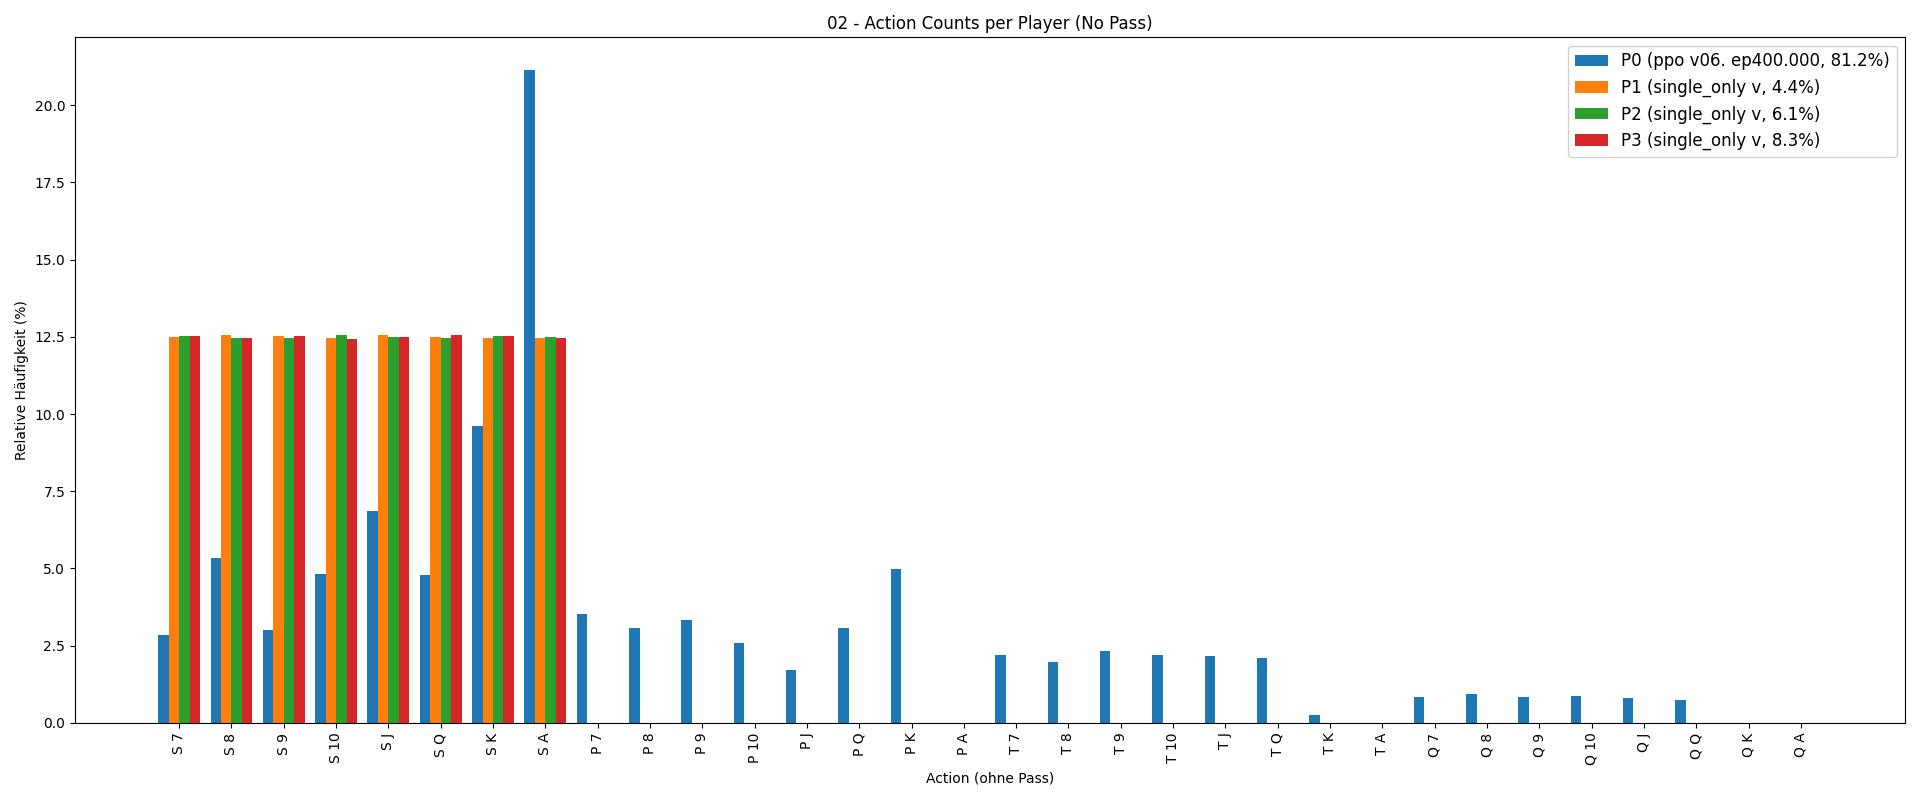 02 - Action Counts per Player (No Pass)
P0 (ppo v06. ep400.000, 81.2%)
P1 (single_only v, 4.4%)
P2 (single_only v, 6.1%)
P3 (single_only v, 8.3%)
Relative Häufigkeit (%)
20.0
17.5
15.0
12.5
10.0
7.5
5.0
2.5
0.0
S 7
S 8
S 9
S 10
S J
S Q
S K
S A
P 7
P 8
P 9
P 10
P J
P Q
P K
P A
T 7
T 8
T 9
T 10
T J
T Q
T K
T A
Q 7
Q 8
Q 9
Q 10
Q J
Q Q
Q K
Q A
Action (ohne Pass)